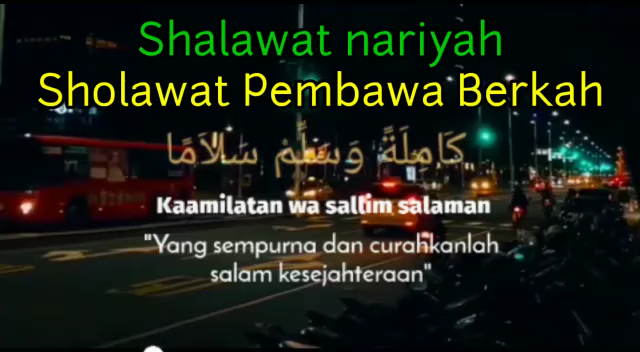 Shalawat nariyah
Sholawat Pembawa Berkah
كَامِلَةً وَسَلِّمْ سَلَامًا
Kaamilatan wa sallim salaman
"Yang sempurna dan curahkanlah
salam kesejahteraan"